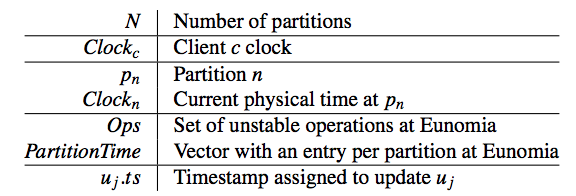 N Number of partitions
Clock_c Client c clock
p_n Partition n
Clock_n Current physical time at p_n
Ops Set of unstable operations at Eunomia
PartitionTime Vector with an entry per partition at Eunomia
u_j.ts Timestamp assigned to update u_j